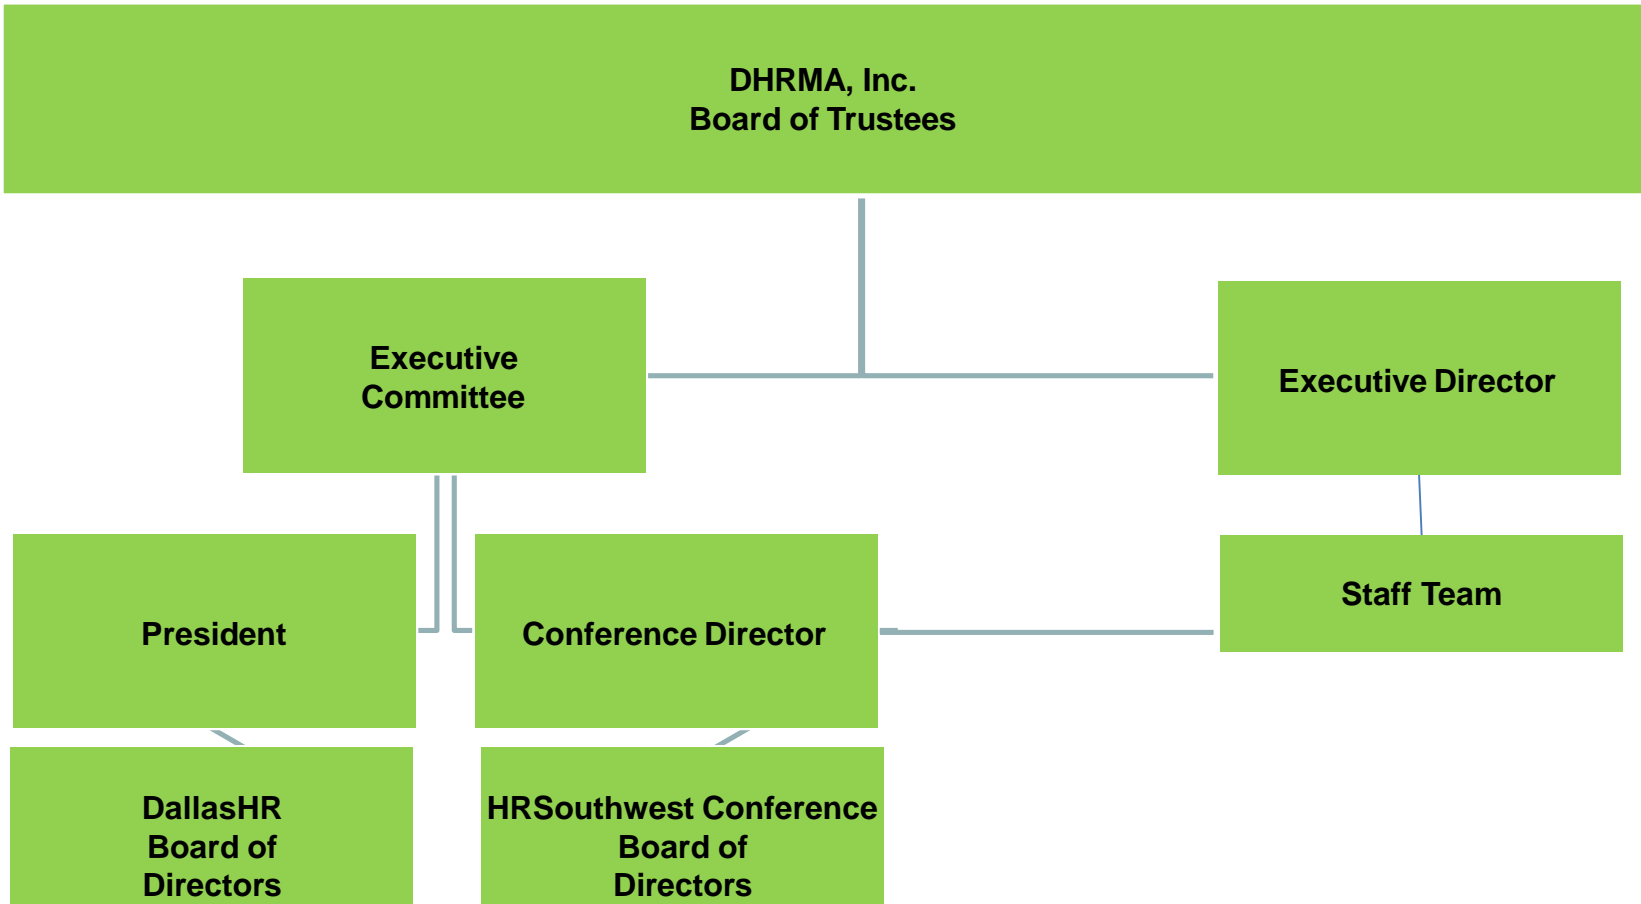 DHRMA, Inc.
Board of Trustees
Executive
Committee
Executive Director
President
Conference Director
Staff Team
DallasHR
Board of
Directors
HRSouthwest Conference
Board of
Directors